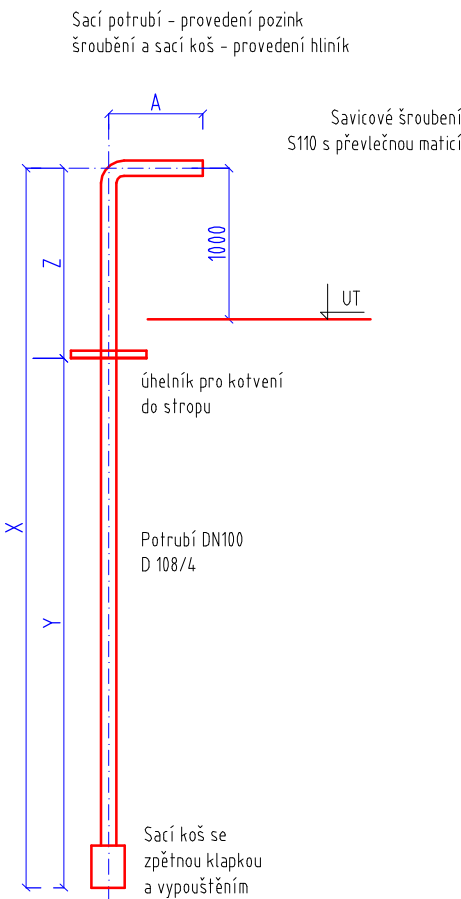 Sací potrubí - provedení pozink
šroubění a sací koš - provedení hliník
A
Savicové šroubení
S110 s převlečnou maticí
Z
1000
UT
úhelník pro kotvení
do stropu
X
Potrubí DN100
D 108/4
Y
Sací koš se
zpětnou klapkou
a vypouštěním